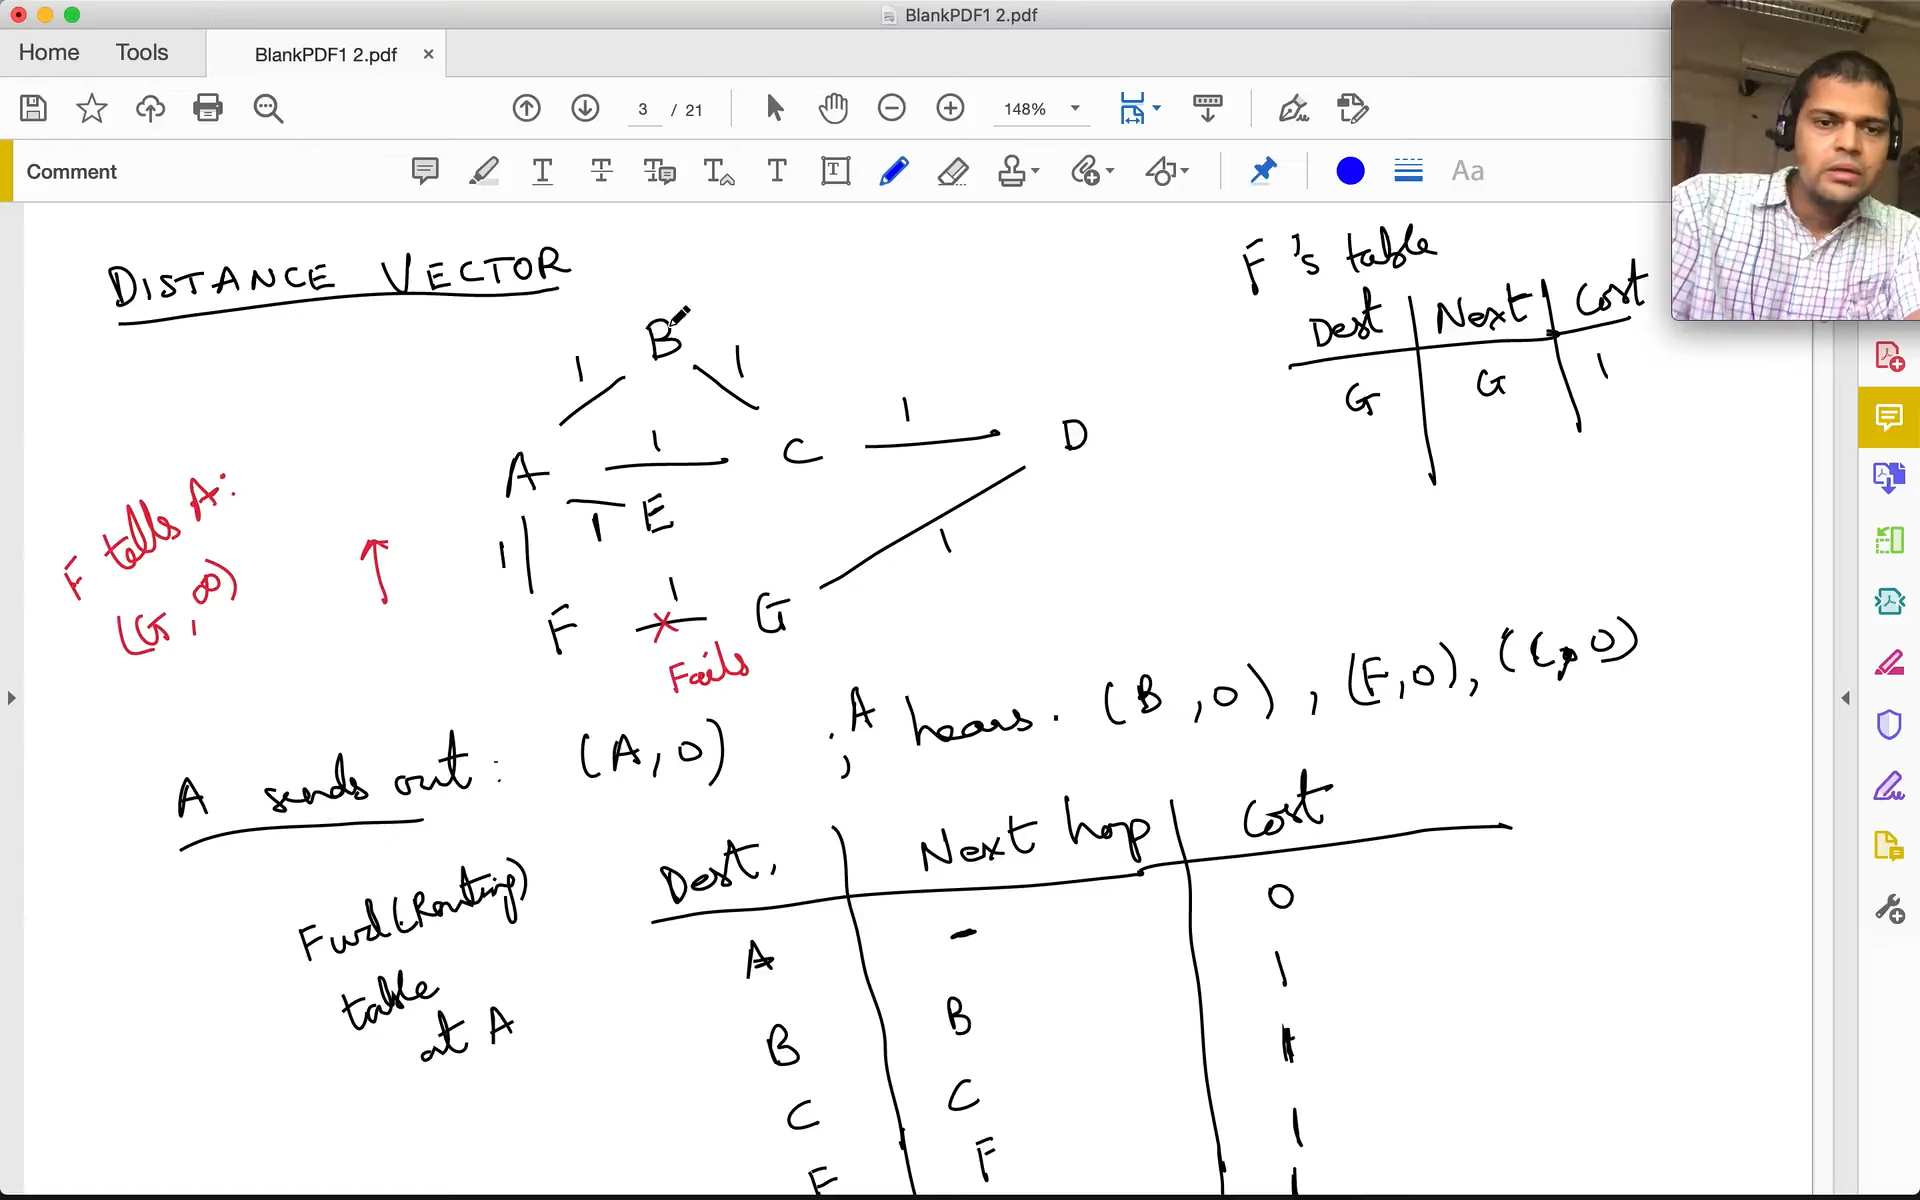 BlankPDF1 2.pdf
Home Tools BlankPDF1 2.pdf ×
3 / 21 148%
Comment Aa
DISTANCE VECTOR
F's table
Dest Next Cost
G G 1
B
1 1
A 1 C 1 D
1 E
1
1
F 1 G
Fails
F tells A:
(G, ∞)
A sends out: (A, 0) ; A hears. (B, 0), (F, 0), (C, 0)
Fwd (Routing)
table
at A
Dest. Next hop Cost
A - 0
B B 1
C C 1
F F 1
1